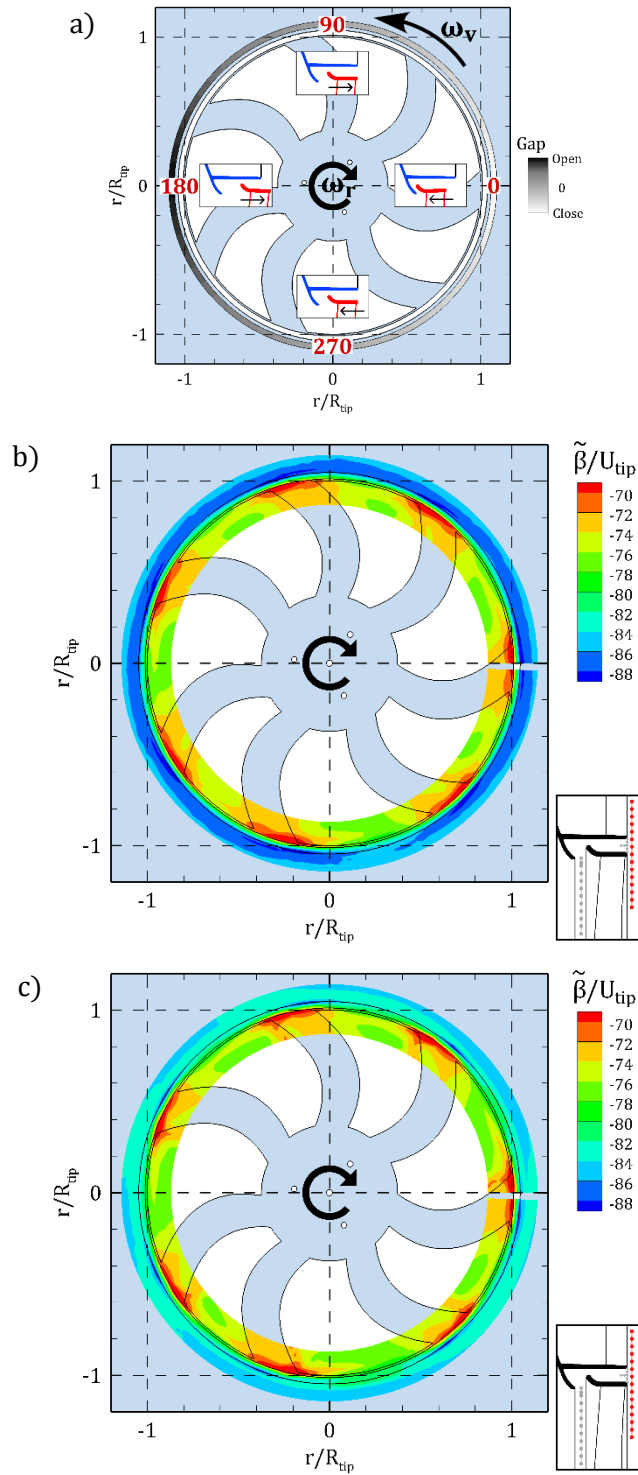 a)
ω_v
90
1
0
-1
r/R_tip
180
ω_r
0
270
-1
0
1
r/R_tip
Gap
Open
0
Close
b)
1
0
-1
r/R_tip
-1
0
1
r/R_tip
β̃/U_tip
-70
-72
-74
-76
-78
-80
-82
-84
-86
-88
c)
1
0
-1
r/R_tip
-1
0
1
r/R_tip
β̃/U_tip
-70
-72
-74
-76
-78
-80
-82
-84
-86
-88